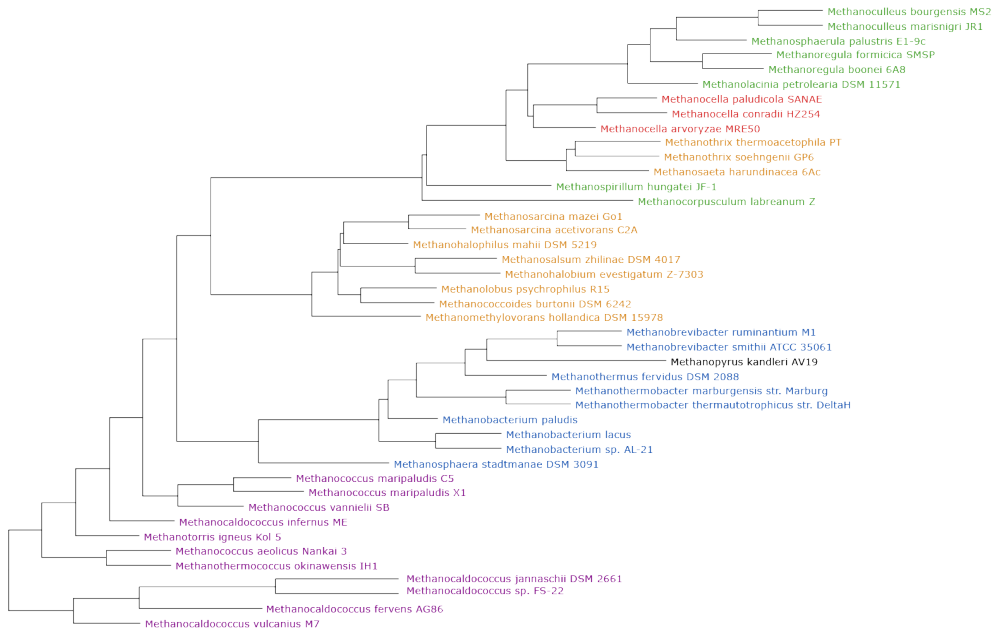 Methanoculleus bourgensis MS2
Methanoculleus marisnigri JR1
Methanosphaerula palustris E1-9c
Methanoregula formicica SMSP
Methanoregula boonei 6A8
Methanolacinia petrolearia DSM 11571
Methanocella paludicola SANAE
Methanocella conradii HZ254
Methanocella arvoryzae MRE50
Methanothrix thermoacetophila PT
Methanothrix soehngenii GP6
Methanosaeta harundinacea 6Ac
Methanospirillum hungatei JF-1
Methanocorpusculum labreanum Z
Methanosarcina mazei Go1
Methanosarcina acetivorans C2A
Methanohalophilus mahii DSM 5219
Methanosalsum zhilinae DSM 4017
Methanohalobium evestigatum Z-7303
Methanolobus psychrophilus R15
Methanococcoides burtonii DSM 6242
Methanomethylovorans hollandica DSM 15978
Methanobrevibacter ruminantium M1
Methanobrevibacter smithii ATCC 35061
Methanopyrus kandleri AV19
Methanothermus fervidus DSM 2088
Methanothermobacter marburgensis str. Marburg
Methanothermobacter thermautotrophicus str. DeltaH
Methanobacterium paludis
Methanobacterium lacus
Methanobacterium sp. AL-21
Methanosphaera stadtmanae DSM 3091
Methanococcus maripaludis C5
Methanococcus maripaludis X1
Methanococcus vannielii SB
Methanocaldococcus infernus ME
Methanotorris igneus Kol 5
Methanococcus aeolicus Nankai 3
Methanothermococcus okinawensis IH1
Methanocaldococcus jannaschii DSM 2661
Methanocaldococcus sp. FS-22
Methanocaldococcus fervens AG86
Methanocaldococcus vulcanius M7